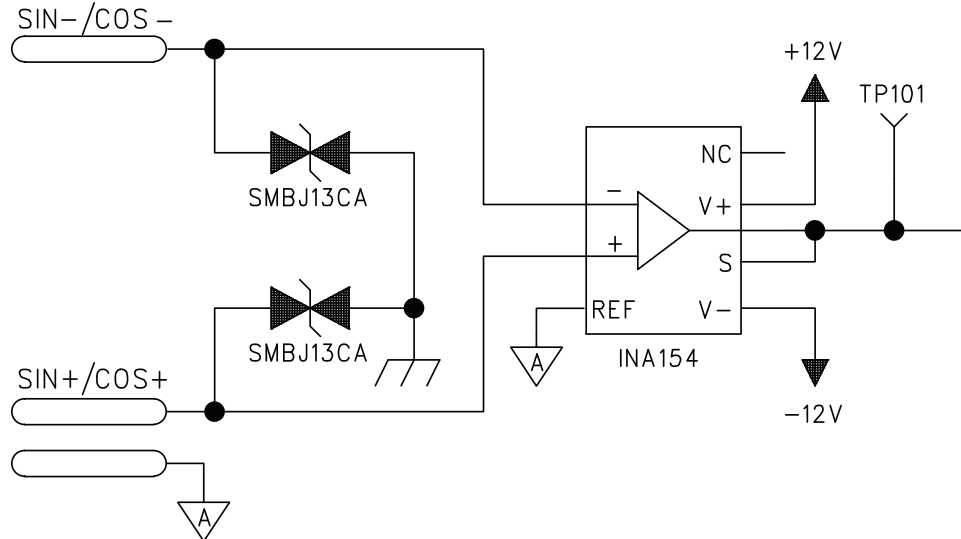 SIN-/COS-
+12V
TP101
NC
SMBJ13CA
-
V+
+
S
SMBJ13CA
REF
V-
INA154
A
SIN+/COS+
-12V
A